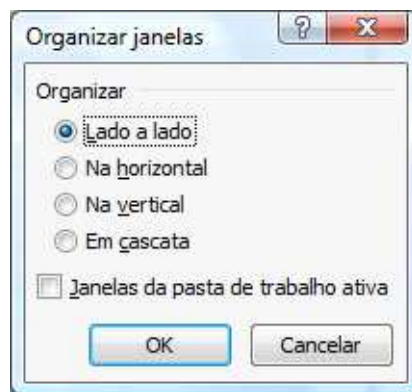 Organizar janelas
Organizar
Lado a lado
Na horizontal
Na vertical
Em cascata
Janelas da pasta de trabalho ativa
OK
Cancelar